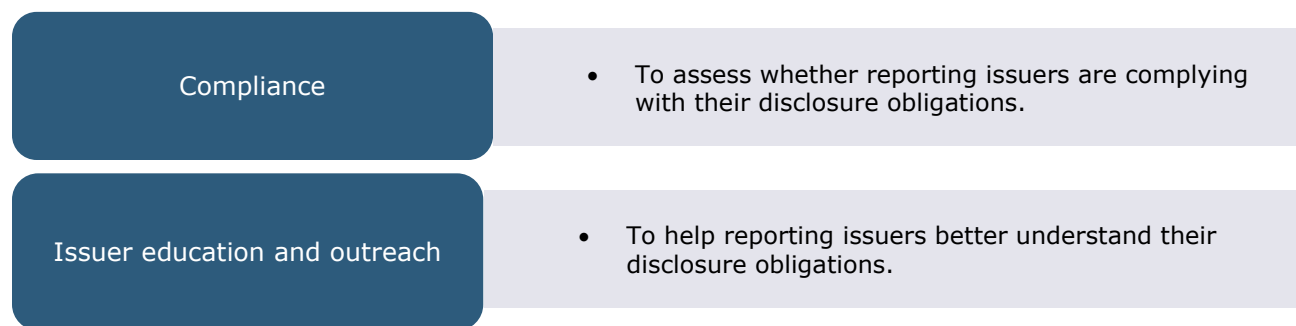 Compliance
• To assess whether reporting issuers are complying
with their disclosure obligations.
Issuer education and outreach
• To help reporting issuers better understand their
disclosure obligations.